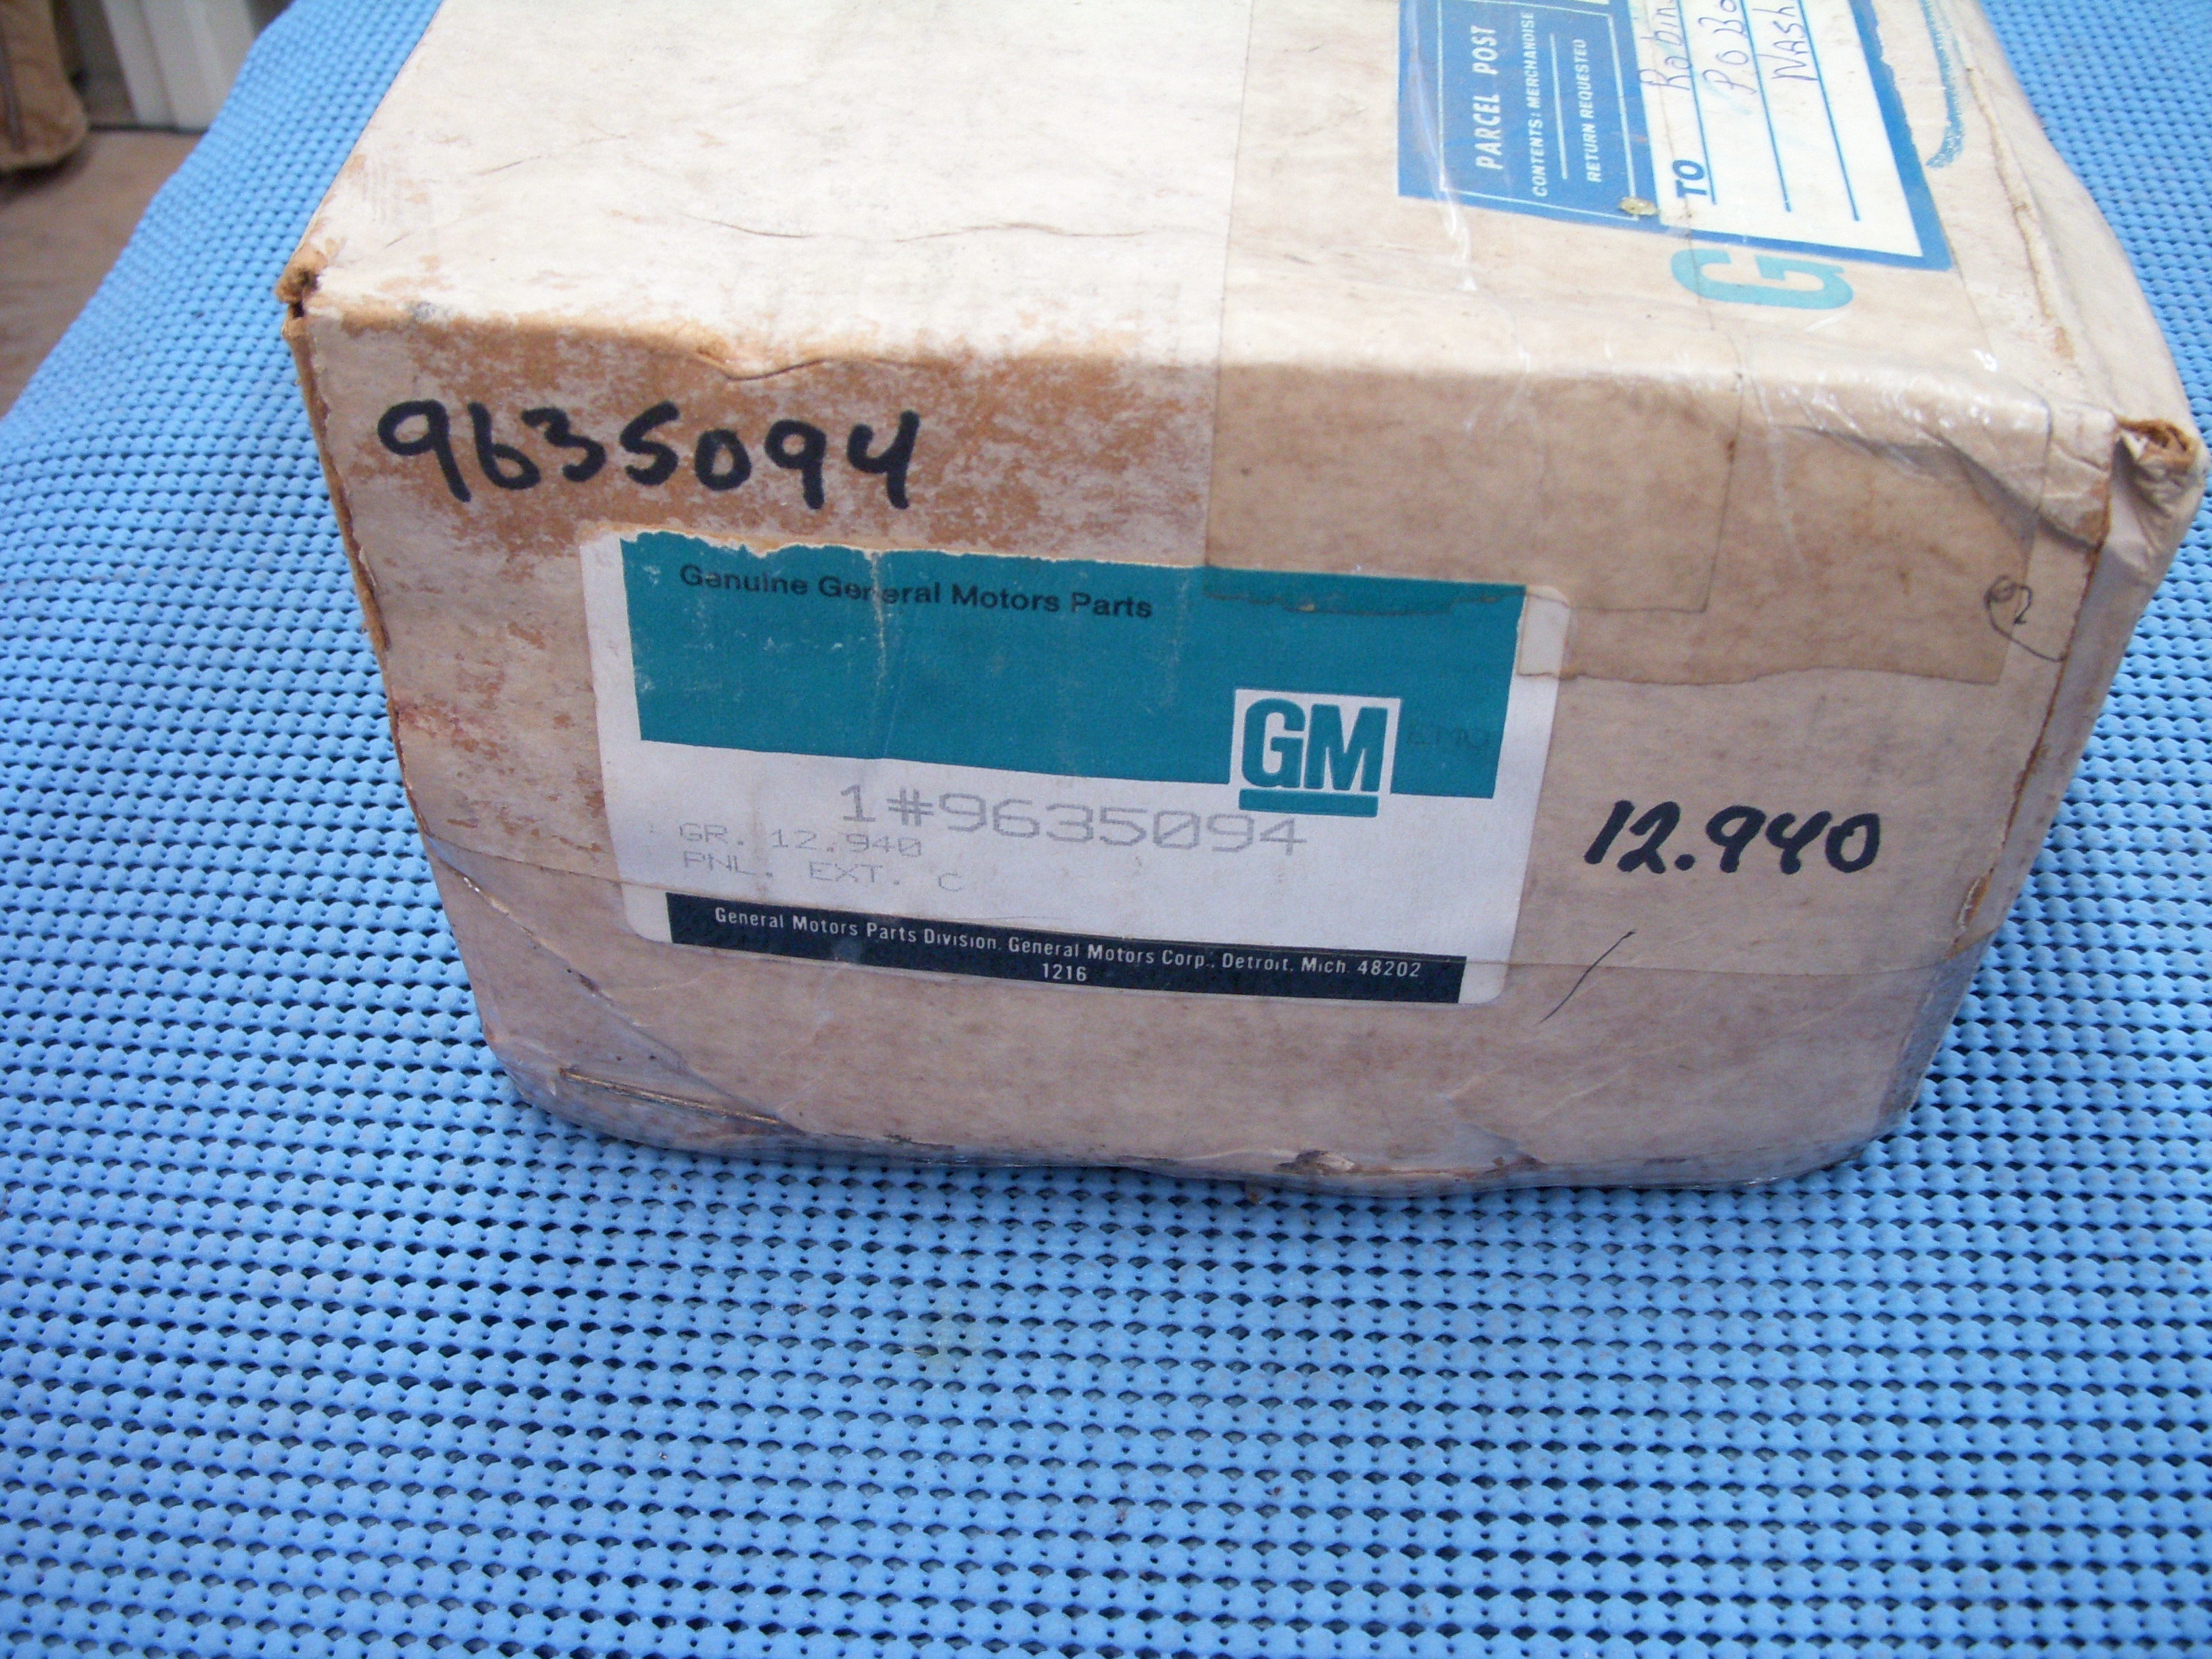 PARCEL POST
CONTENTS: MERCHANDISE
RETURN REQUESTED
TO
PO
G
9635094
Genuine General Motors Parts
GM
1#9635094
GR. 12.940
PNL. EXT. C
12.940
General Motors Parts Division, General Motors Corp., Detroit, Mich. 48202
1216